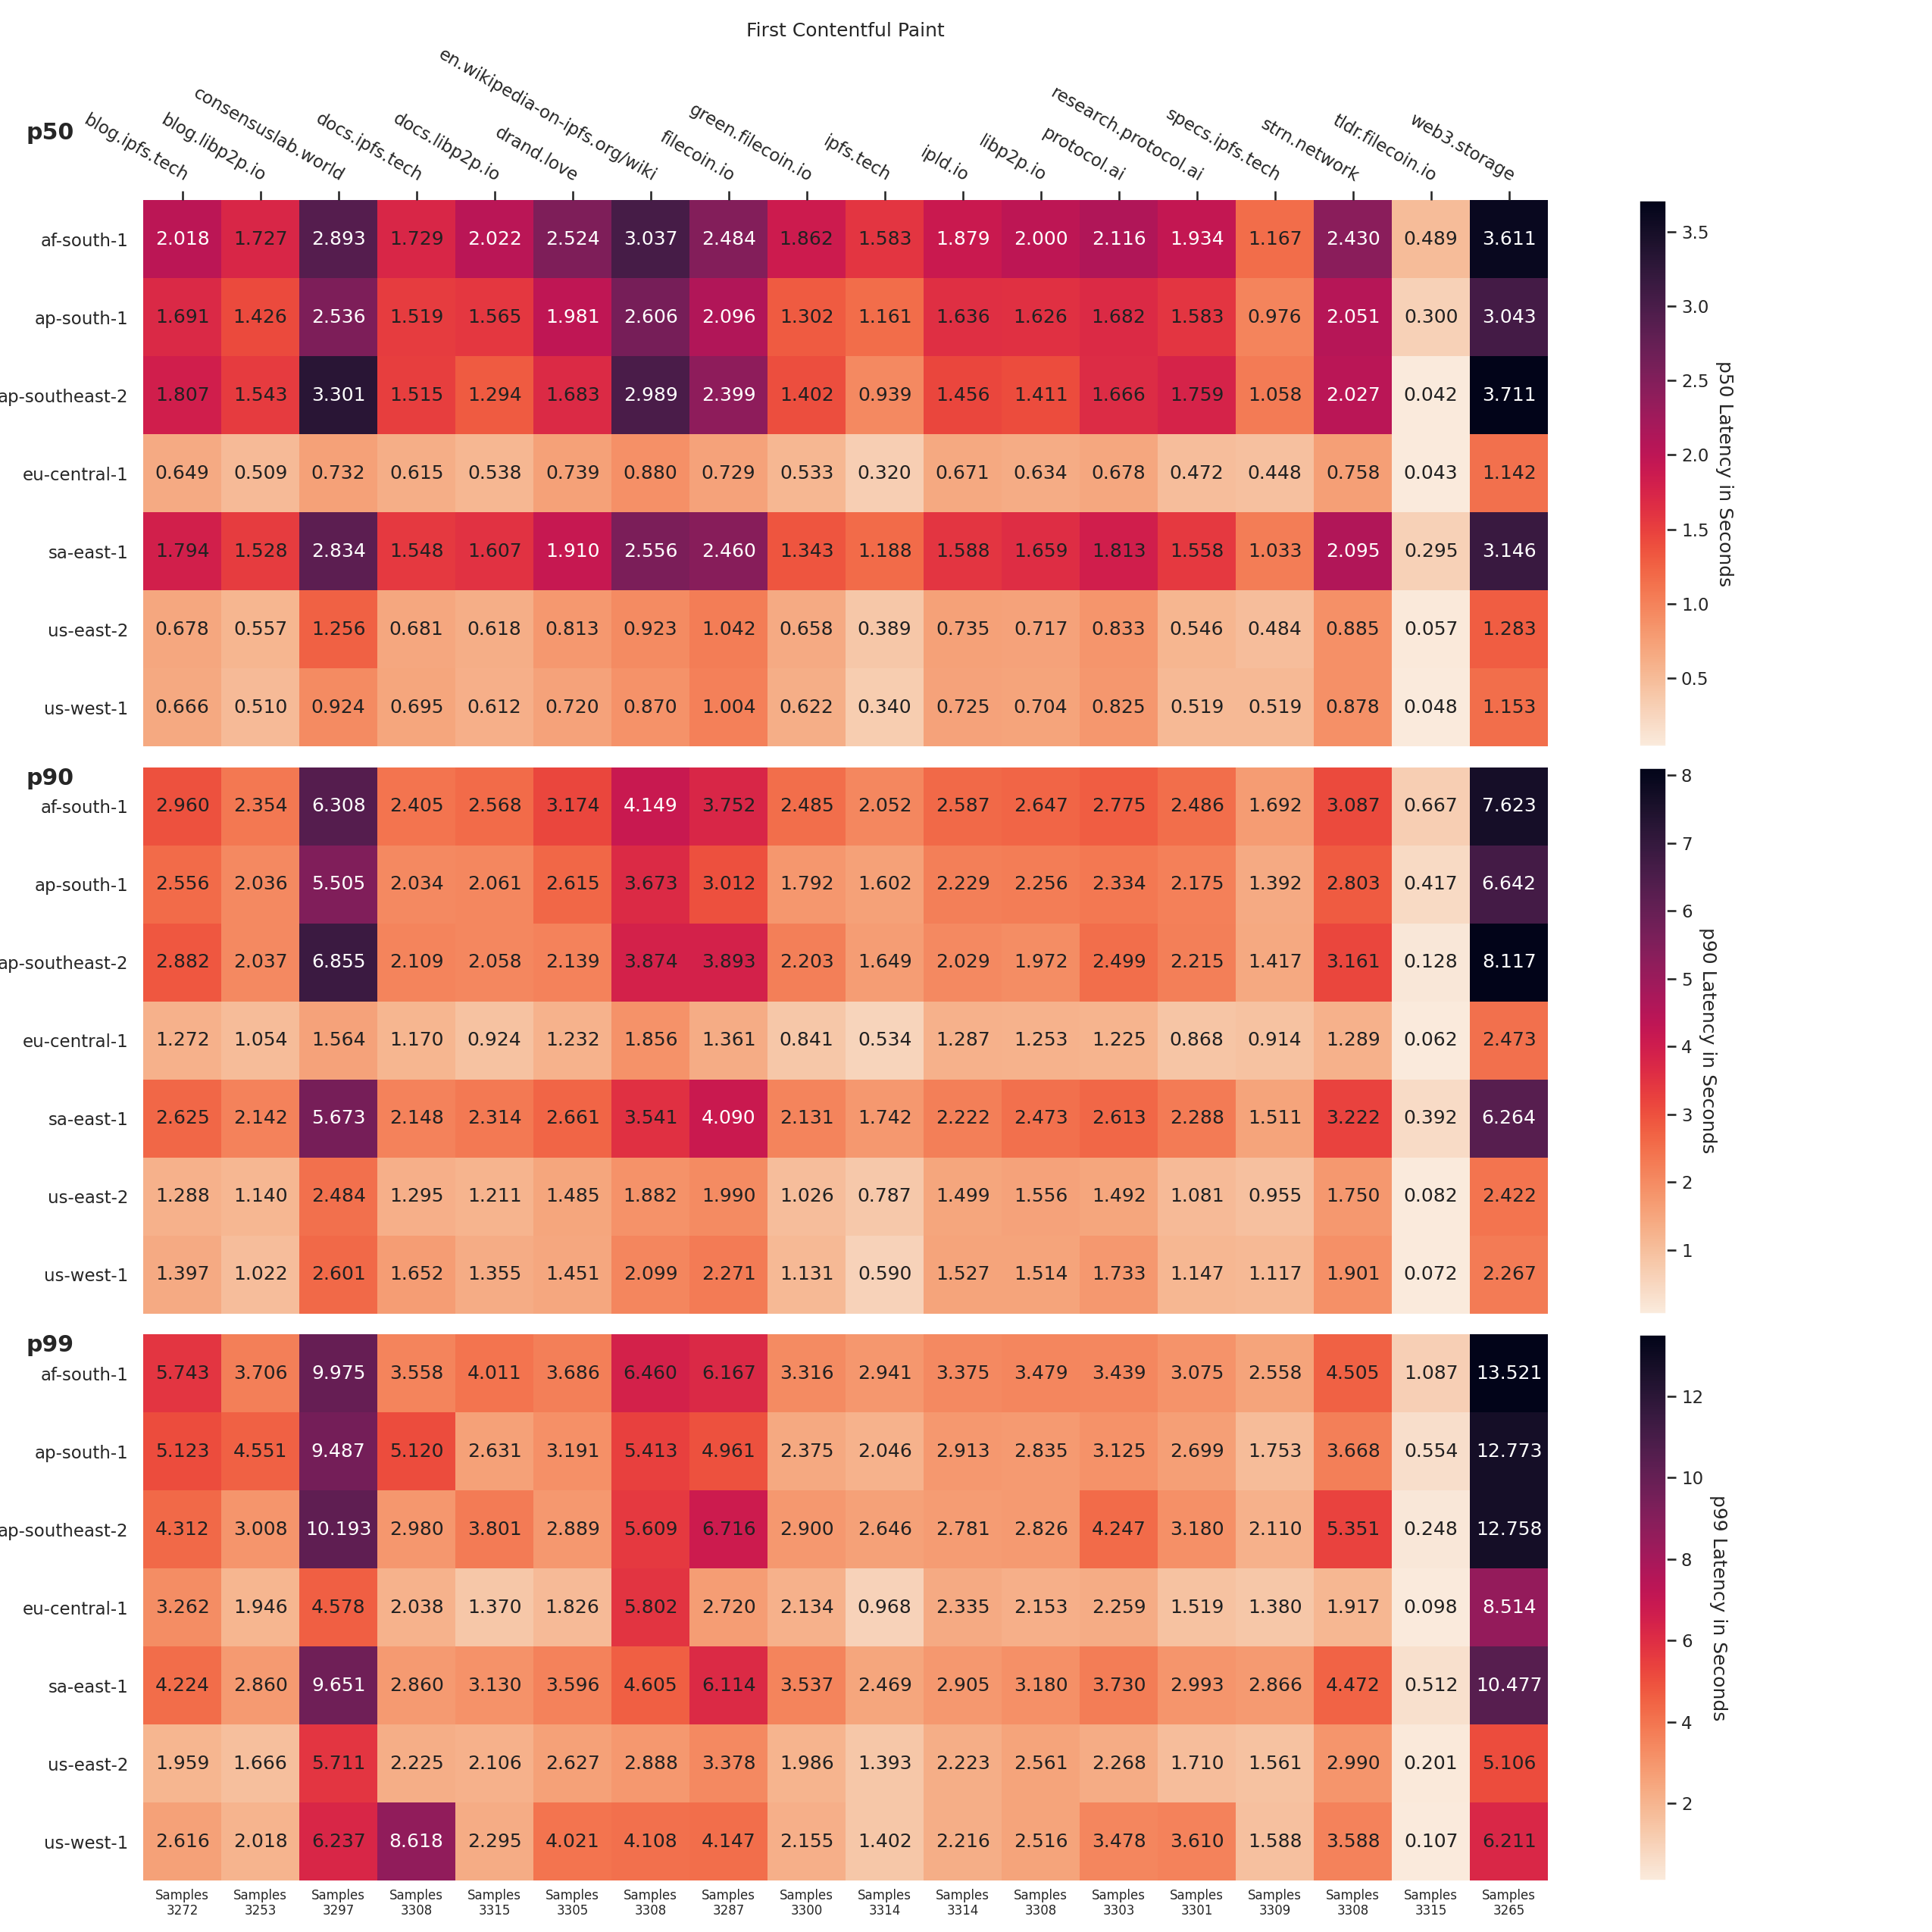 First Contentful Paint
p50
blog.ipfs.tech
blog.libp2p.io
consensuslab.world
docs.ipfs.tech
docs.libp2p.io
drand.love
en.wikipedia-on-ipfs.org/wiki
filecoin.io
green.filecoin.io
ipfs.tech
ipld.io
libp2p.io
protocol.ai
research.protocol.ai
specs.ipfs.tech
strn.network
tldr.filecoin.io
web3.storage
af-south-1 2.018 1.727 2.893 1.729 2.022 2.524 3.037 2.484 1.862 1.583 1.879 2.000 2.116 1.934 1.167 2.430 0.489 3.611
ap-south-1 1.691 1.426 2.536 1.519 1.565 1.981 2.606 2.096 1.302 1.161 1.636 1.626 1.682 1.583 0.976 2.051 0.300 3.043
ap-southeast-2 1.807 1.543 3.301 1.515 1.294 1.683 2.989 2.399 1.402 0.939 1.456 1.411 1.666 1.759 1.058 2.027 0.042 3.711
eu-central-1 0.649 0.509 0.732 0.615 0.538 0.739 0.880 0.729 0.533 0.320 0.671 0.634 0.678 0.472 0.448 0.758 0.043 1.142
sa-east-1 1.794 1.528 2.834 1.548 1.607 1.910 2.556 2.460 1.343 1.188 1.588 1.659 1.813 1.558 1.033 2.095 0.295 3.146
us-east-2 0.678 0.557 1.256 0.681 0.618 0.813 0.923 1.042 0.658 0.389 0.735 0.717 0.833 0.546 0.484 0.885 0.057 1.283
us-west-1 0.666 0.510 0.924 0.695 0.612 0.720 0.870 1.004 0.622 0.340 0.725 0.704 0.825 0.519 0.519 0.878 0.048 1.153
3.5
3.0
2.5
2.0
1.5
1.0
0.5
p50 Latency in Seconds
p90
af-south-1 2.960 2.354 6.308 2.405 2.568 3.174 4.149 3.752 2.485 2.052 2.587 2.647 2.775 2.486 1.692 3.087 0.667 7.623
ap-south-1 2.556 2.036 5.505 2.034 2.061 2.615 3.673 3.012 1.792 1.602 2.229 2.256 2.334 2.175 1.392 2.803 0.417 6.642
ap-southeast-2 2.882 2.037 6.855 2.109 2.058 2.139 3.874 3.893 2.203 1.649 2.029 1.972 2.499 2.215 1.417 3.161 0.128 8.117
eu-central-1 1.272 1.054 1.564 1.170 0.924 1.232 1.856 1.361 0.841 0.534 1.287 1.253 1.225 0.868 0.914 1.289 0.062 2.473
sa-east-1 2.625 2.142 5.673 2.148 2.314 2.661 3.541 4.090 2.131 1.742 2.222 2.473 2.613 2.288 1.511 3.222 0.392 6.264
us-east-2 1.288 1.140 2.484 1.295 1.211 1.485 1.882 1.990 1.026 0.787 1.499 1.556 1.492 1.081 0.955 1.750 0.082 2.422
us-west-1 1.397 1.022 2.601 1.652 1.355 1.451 2.099 2.271 1.131 0.590 1.527 1.514 1.733 1.147 1.117 1.901 0.072 2.267
8
7
6
5
4
3
2
1
p90 Latency in Seconds
p99
af-south-1 5.743 3.706 9.975 3.558 4.011 3.686 6.460 6.167 3.316 2.941 3.375 3.479 3.439 3.075 2.558 4.505 1.087 13.521
ap-south-1 5.123 4.551 9.487 5.120 2.631 3.191 5.413 4.961 2.375 2.046 2.913 2.835 3.125 2.699 1.753 3.668 0.554 12.773
ap-southeast-2 4.312 3.008 10.193 2.980 3.801 2.889 5.609 6.716 2.900 2.646 2.781 2.826 4.247 3.180 2.110 5.351 0.248 12.758
eu-central-1 3.262 1.946 4.578 2.038 1.370 1.826 5.802 2.720 2.134 0.968 2.335 2.153 2.259 1.519 1.380 1.917 0.098 8.514
sa-east-1 4.224 2.860 9.651 2.860 3.130 3.596 4.605 6.114 3.537 2.469 2.905 3.180 3.730 2.993 2.866 4.472 0.512 10.477
us-east-2 1.959 1.666 5.711 2.225 2.106 2.627 2.888 3.378 1.986 1.393 2.223 2.561 2.268 1.710 1.561 2.990 0.201 5.106
us-west-1 2.616 2.018 6.237 8.618 2.295 4.021 4.108 4.147 2.155 1.402 2.216 2.516 3.478 3.610 1.588 3.588 0.107 6.211
12
10
8
6
4
2
p99 Latency in Seconds
Samples Samples Samples Samples Samples Samples Samples Samples Samples Samples Samples Samples Samples Samples Samples Samples Samples Samples
3272 3253 3297 3308 3315 3305 3308 3287 3300 3314 3314 3308 3303 3301 3309 3308 3315 3265